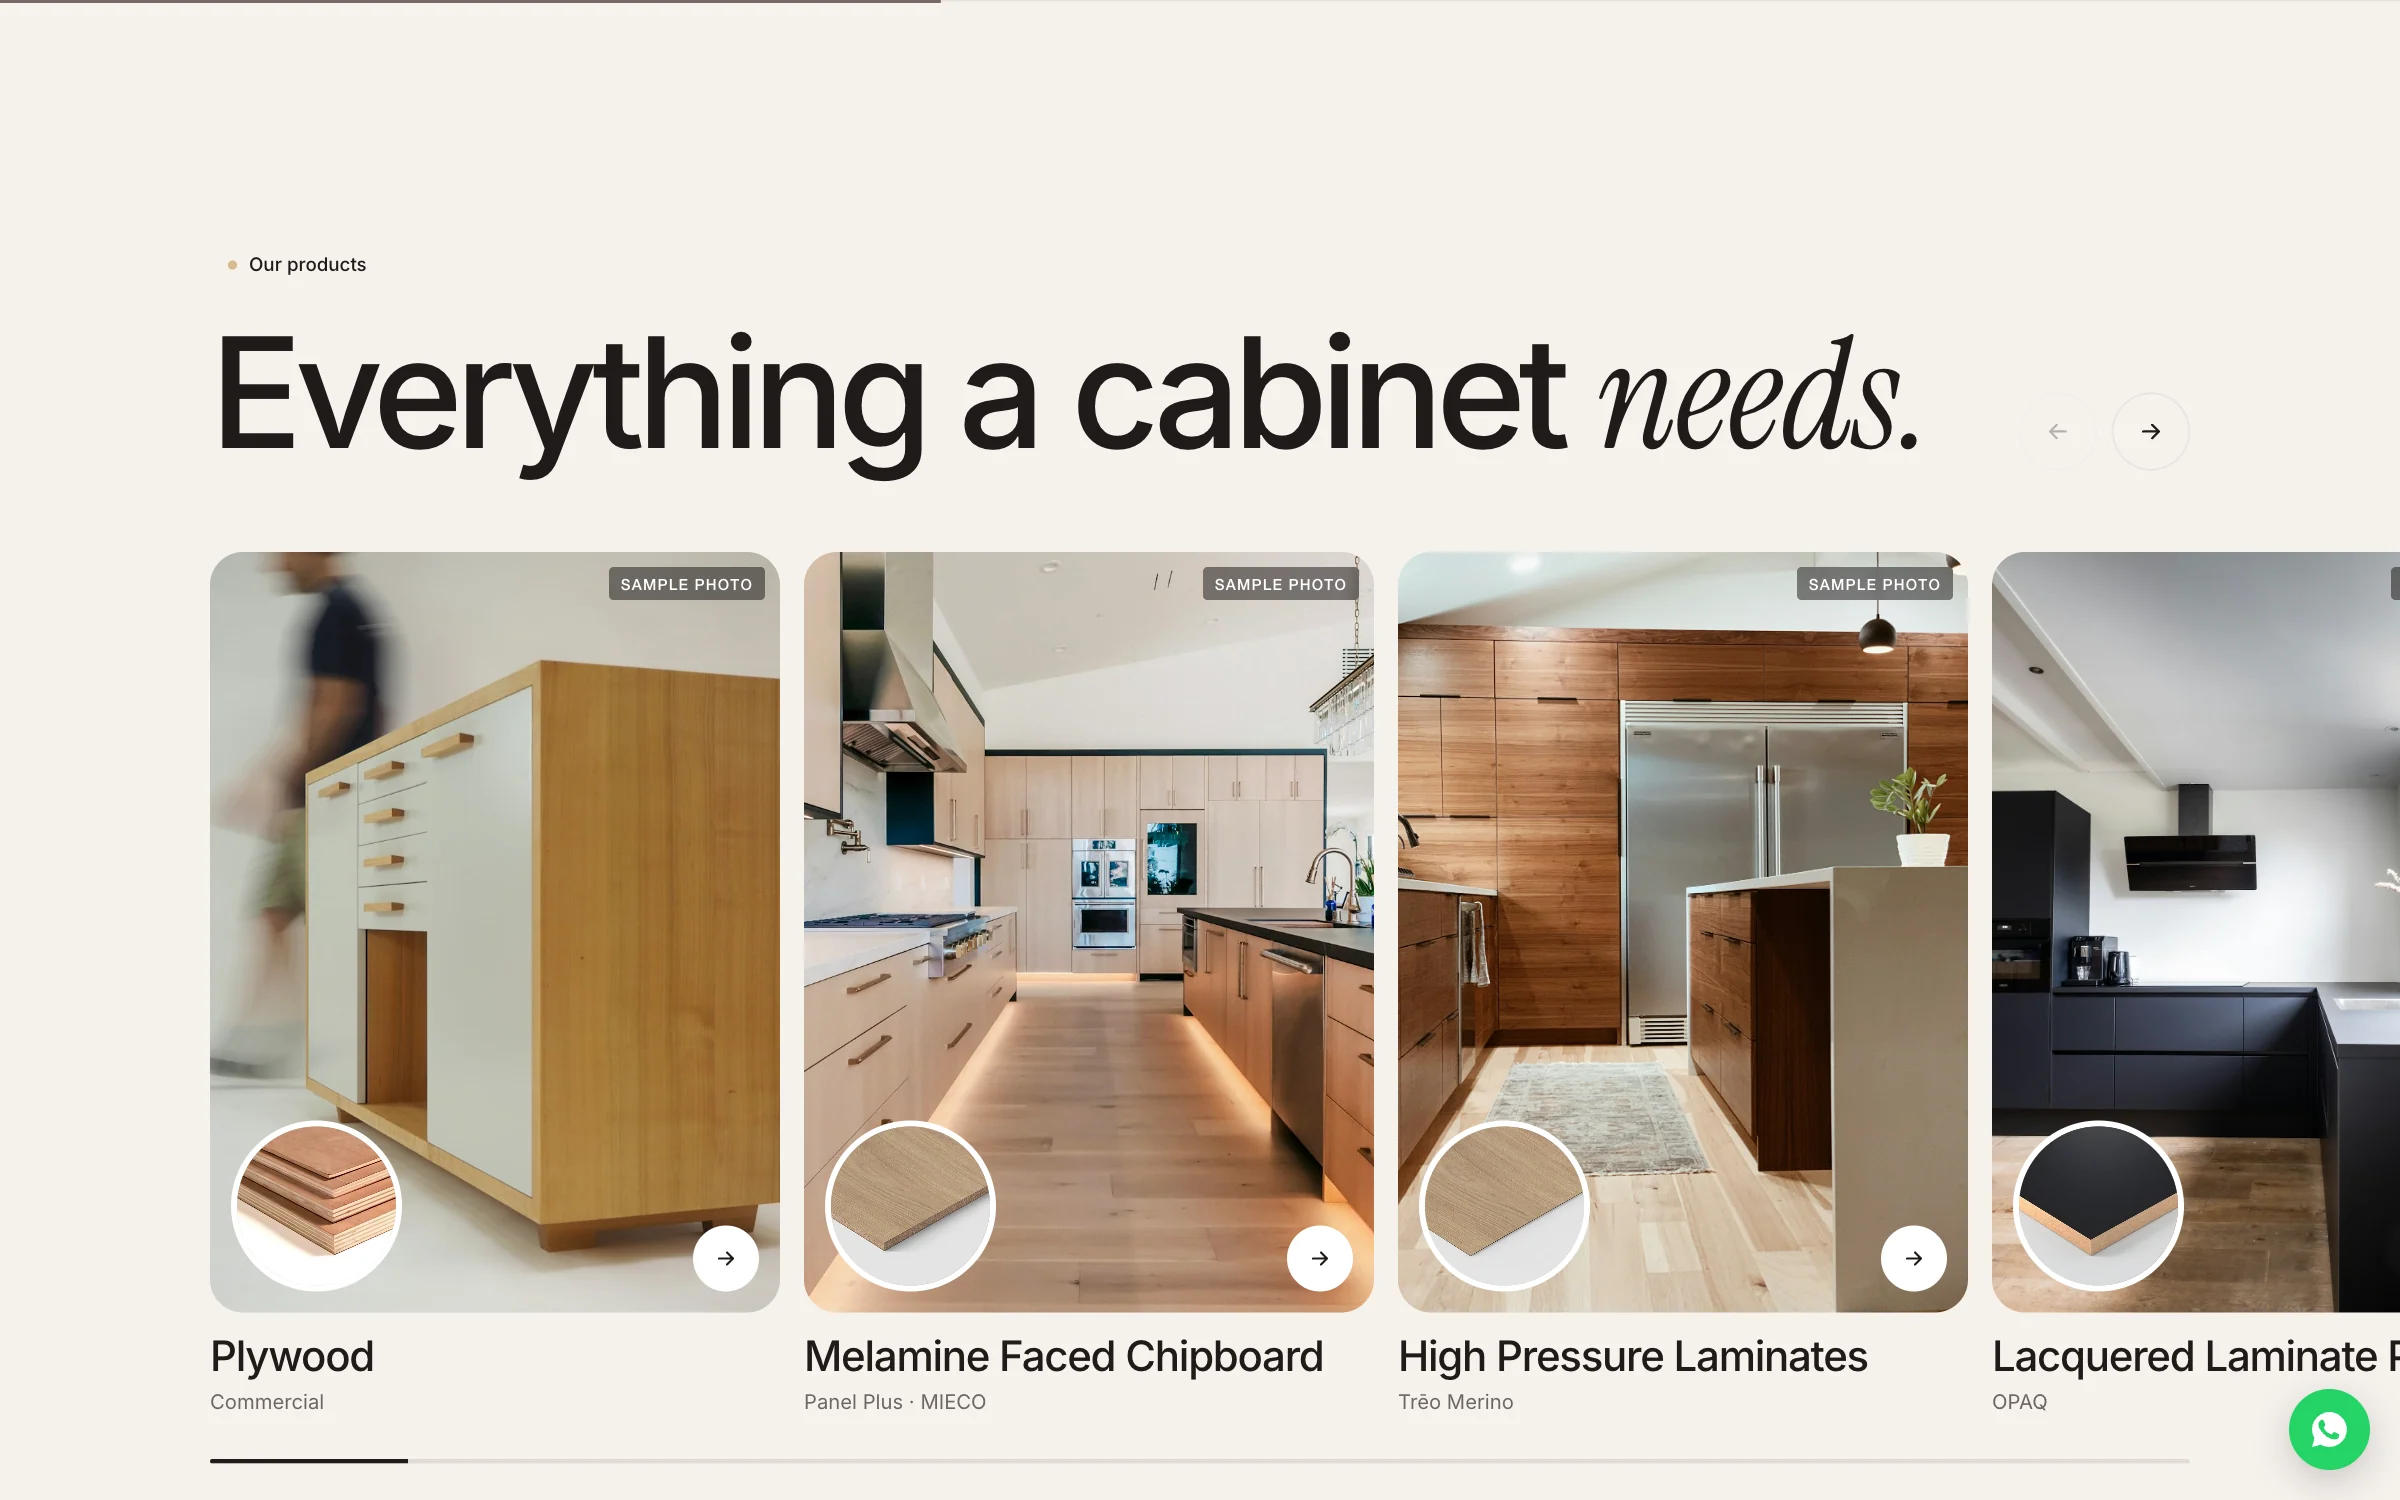 Our products
Everything a cabinet needs.
SAMPLE PHOTO
SAMPLE PHOTO
SAMPLE PHOTO
Plywood
Commercial
Melamine Faced Chipboard
Panel Plus · MIECO
High Pressure Laminates
Trēo Merino
Lacquered Laminate
OPAQ